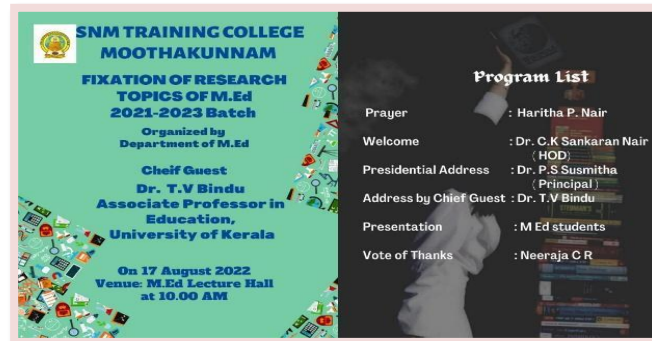 SNM TRAINING COLLEGE
MOOTHAKUNNAM
FIXATION OF RESEARCH
TOPICS OF M.Ed
2021-2023 Batch
Organized by
Department of M.Ed
Cheif Guest
Dr. T.V Bindu
Associate Professor in
Education,
University of Kerala
On 17 August 2022
Venue: M.Ed Lecture Hall
at 10.00 AM
Program List
Prayer : Haritha P. Nair
Welcome : Dr. C.K Sankaran Nair
(HOD)
Presidential Address : Dr. P.S Susmitha
(Principal)
Address by Chief Guest : Dr. T.V Bindu
Presentation : M Ed students
Vote of Thanks : Neeraja C R